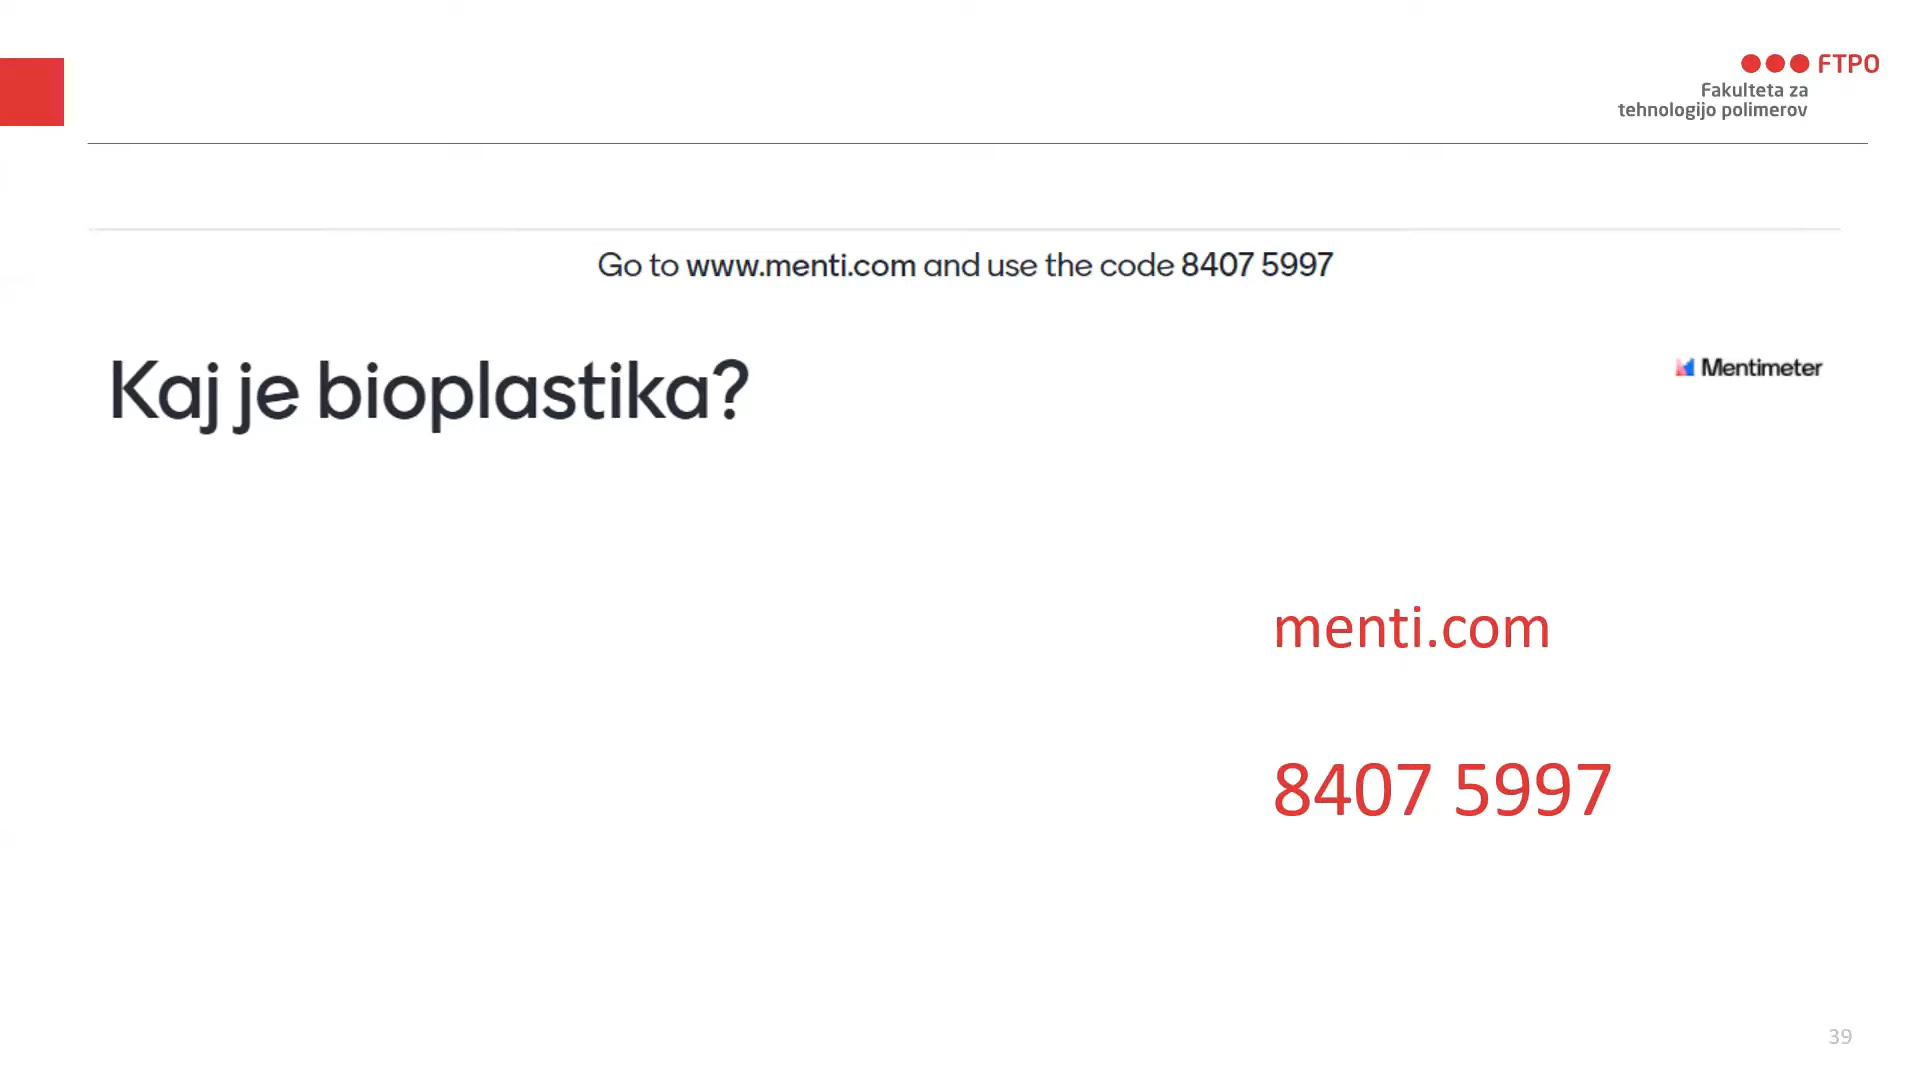 FTPO
Fakulteta za
tehnologijo polimerov
Go to www.menti.com and use the code 8407 5997
Kaj je bioplastika?
Mentimeter
menti.com
8407 5997
39